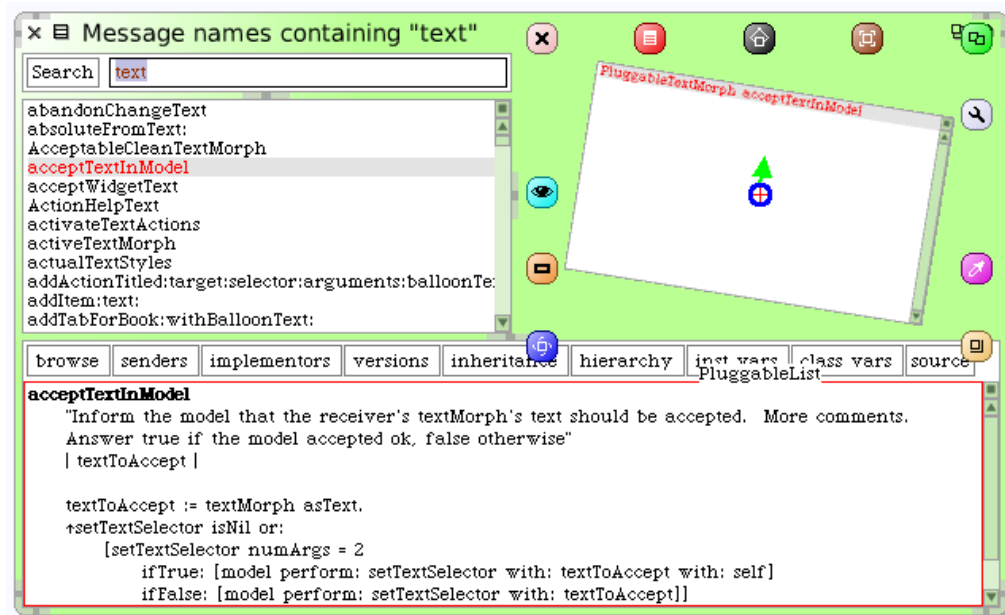 Message names containing "text"
Search
text
PluggableTextMorph acceptTextInModel
abandonChangeText
absoluteFromText:
AcceptableCleanTextMorph
acceptTextInModel
acceptWidgetText
ActionHelpText
activateTextActions
activeTextMorph
actualTextStyles
addActionTitled:target:selector:arguments:balloonTe
addItem:text:
addTabForBook:withBalloonText:
browse
senders
implementors
versions
inheritance
hierarchy
inst vars
class vars
source
PluggableList
acceptTextInModel
"Inform the model that the receiver's textMorph's text should be accepted.  More comments.
Answer true if the model accepted ok, false otherwise"
| textToAccept |
textToAccept := textMorph asText.
↑setTextSelector isNil or:
[setTextSelector numArgs = 2
ifTrue: [model perform: setTextSelector with: textToAccept with: self]
ifFalse: [model perform: setTextSelector with: textToAccept]]